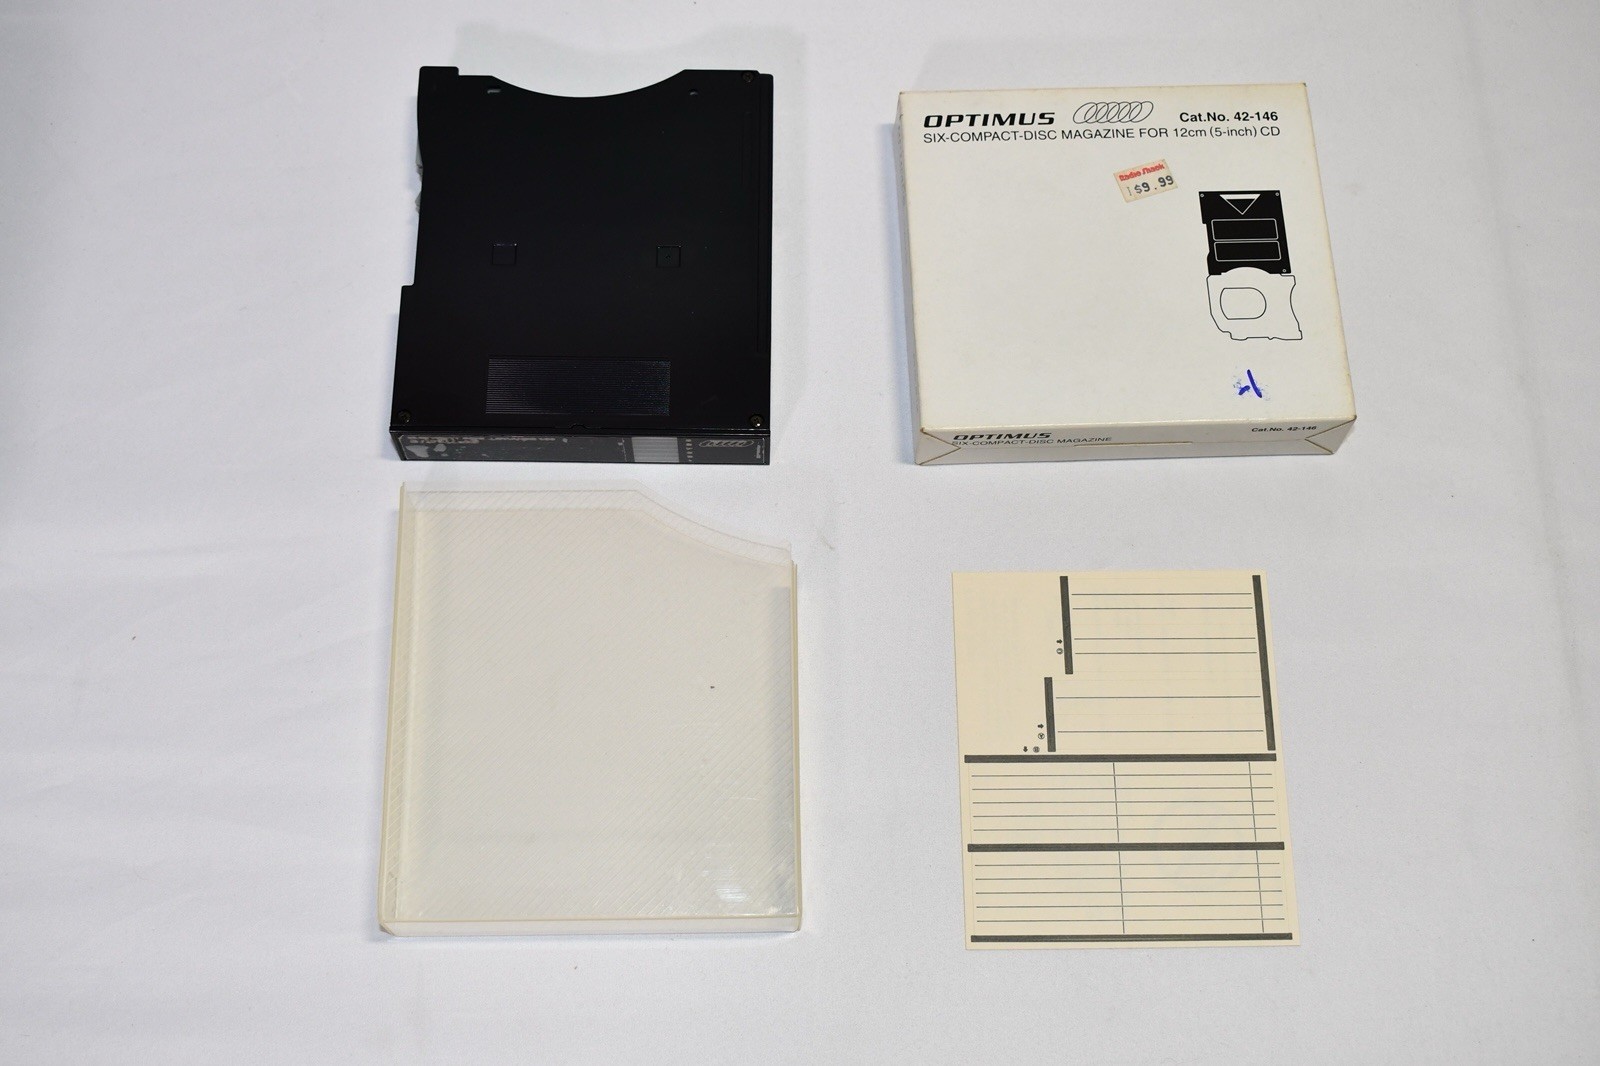 OPTIMUS Cat.No. 42-146
SIX-COMPACT-DISC MAGAZINE FOR 12cm (5-inch) CD
Radio Shack
$9.99
OPTIMUS Cat.No. 42-146
SIX-COMPACT-DISC MAGAZINE